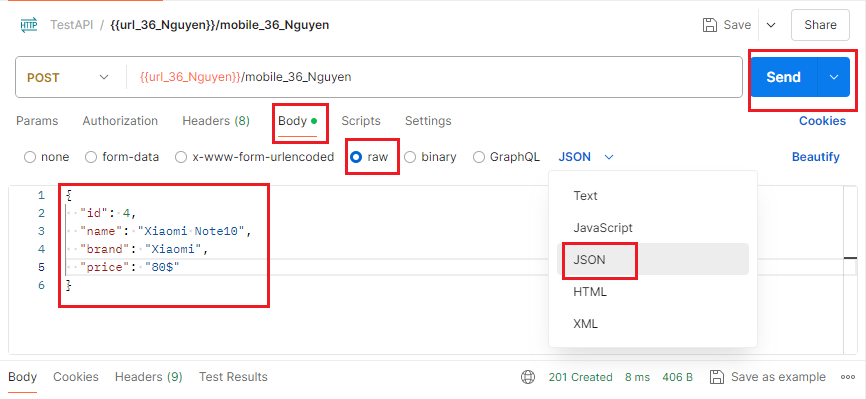 HTTP TestAPI / {{url_36_Nguyen}}/mobile_36_Nguyen Save Share
POST {{url_36_Nguyen}}/mobile_36_Nguyen Send
Params Authorization Headers (8) Body Scripts Settings Cookies
none form-data x-www-form-urlencoded raw binary GraphQL JSON Beautify
1 {
2 "id": 4,
3 "name": "Xiaomi Note10",
4 "brand": "Xiaomi",
5 "price": "80$"
6 }
Text
JavaScript
JSON
HTML
XML
Body Cookies Headers (9) Test Results 201 Created 8 ms 406 B Save as example